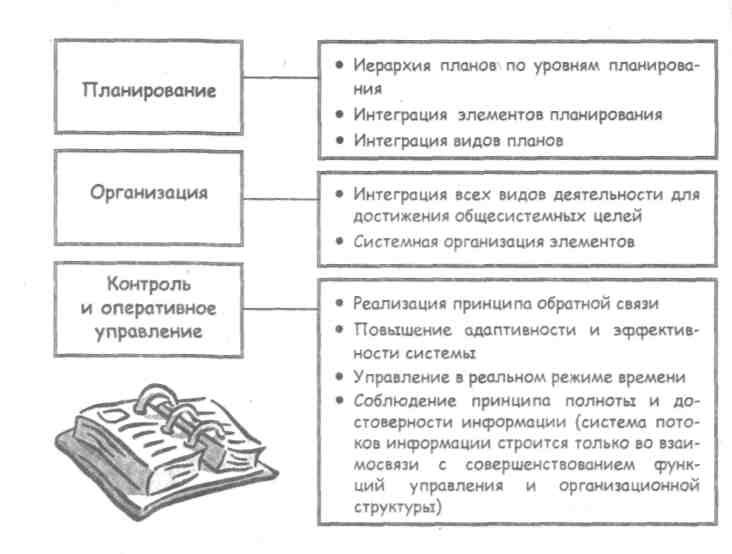 Планирование
• Иерархия планов по уровням планирова-
ния
• Интеграция элементов планирования
• Интеграция видов планов
Организация
• Интеграция всех видов деятельности для
достижения общесистемных целей
• Системная организация элементов
Контроль
и оперативное
управление
• Реализация принципа обратной связи
• Повышение адаптивности и эффектив-
ности системы
• Управление в реальном режиме времени
• Соблюдение принципа полноты и до-
стоверности информации (система пото-
ков информации строится только во взаи-
мосвязи с совершенствованием функ-
ций управления и организационной
структуры)